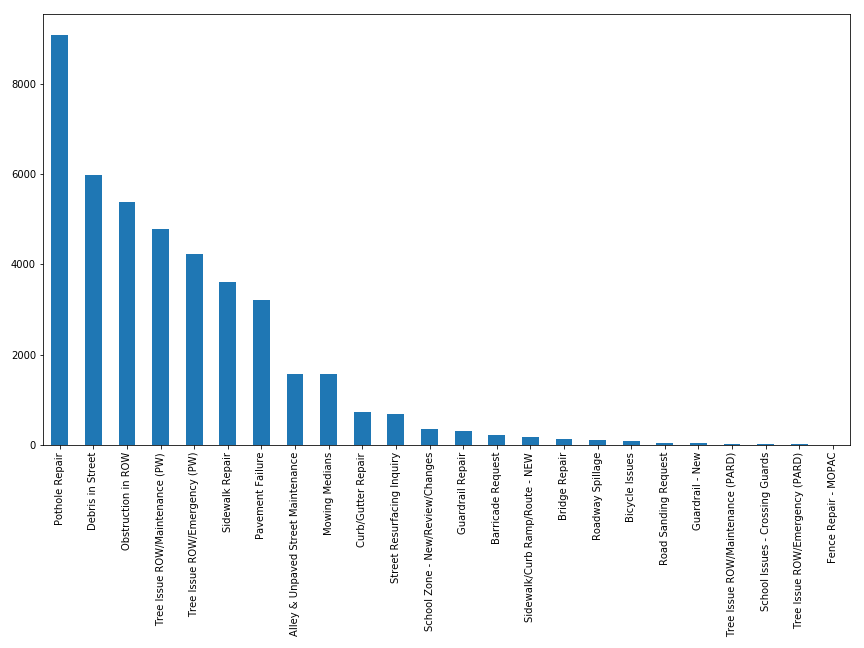 8000
6000
4000
2000
0
Pothole Repair
Debris in Street
Obstruction in ROW
Tree Issue ROW/Maintenance (PW)
Tree Issue ROW/Emergency (PW)
Sidewalk Repair
Pavement Failure
Alley & Unpaved Street Maintenance
Mowing Medians
Curb/Gutter Repair
Street Resurfacing Inquiry
School Zone - New/Review/Changes
Guardrail Repair
Barricade Request
Sidewalk/Curb Ramp/Route - NEW
Bridge Repair
Roadway Spillage
Bicycle Issues
Road Sanding Request
Guardrail - New
Tree Issue ROW/Maintenance (PARD)
School Issues - Crossing Guards
Tree Issue ROW/Emergency (PARD)
Fence Repair - MOPAC